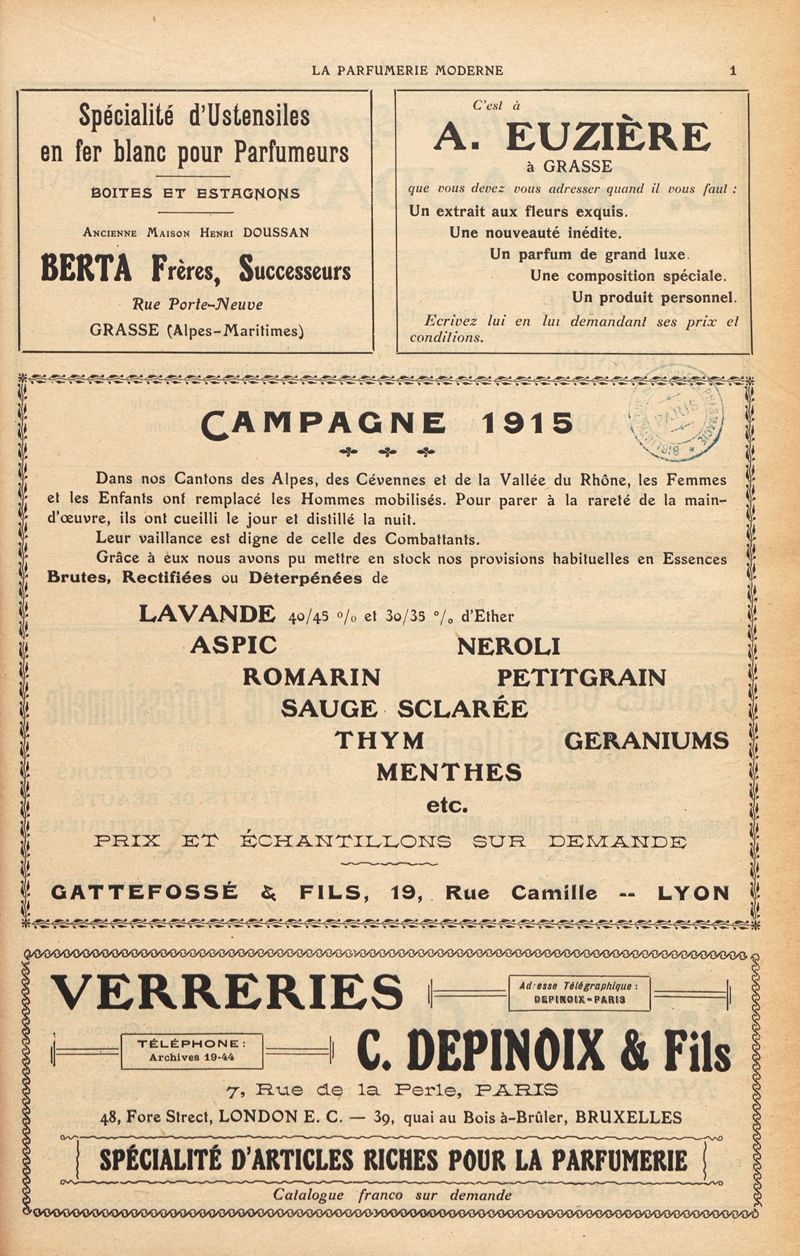 LA PARFUMERIE MODERNE
1
Spécialité d'Ustensiles
en fer blanc pour Parfumeurs
BOITES ET ESTAGNONS
ANCIENNE MAISON HENRI DOUSSAN
BERTA Frères, Successeurs
Rue Porte-Neuve
GRASSE (Alpes-Maritimes)
C'est à
A. EUZIÈRE
à GRASSE
que vous devez vous adresser quand il vous faut :
Un extrait aux fleurs exquis.
Une nouveauté inédite.
Un parfum de grand luxe.
Une composition spéciale.
Un produit personnel.
Ecrivez lui en lui demandant ses prix et
conditions.
CAMPAGNE 1915
PARIS
Dans nos Cantons des Alpes, des Cévennes et de la Vallée du Rhône, les Femmes
et les Enfants ont remplacé les Hommes mobilisés. Pour parer à la rareté de la main-
d'œuvre, ils ont cueilli le jour et distillé la nuit.
Leur vaillance est digne de celle des Combattants.
Grâce à èux nous avons pu mettre en stock nos provisions habituelles en Essences
Brutes, Rectifiées ou Dèterpénées de
LAVANDE 40/45 % et 30/35 % d'Ether
ASPIC NEROLI
ROMARIN PETITGRAIN
SAUGE SCLARÉE
THYM GERANIUMS
MENTHES
etc.
PRIX ET ÉCHANTILLONS SUR DEMANDE
GATTEFOSSÉ & FILS, 19, Rue Camille -- LYON
VERRERIES
Adresse Télégraphique :
DEPINOIX-PARIS
TÉLÉPHONE :
Archives 19-44
C. DEPINOIX & Fils
7, Rue de la Perle, PARIS
48, Fore Strect, LONDON E. C. — 39, quai au Bois à-Brûler, BRUXELLES
SPÉCIALITÉ D'ARTICLES RICHES POUR LA PARFUMERIE
Catalogue franco sur demande